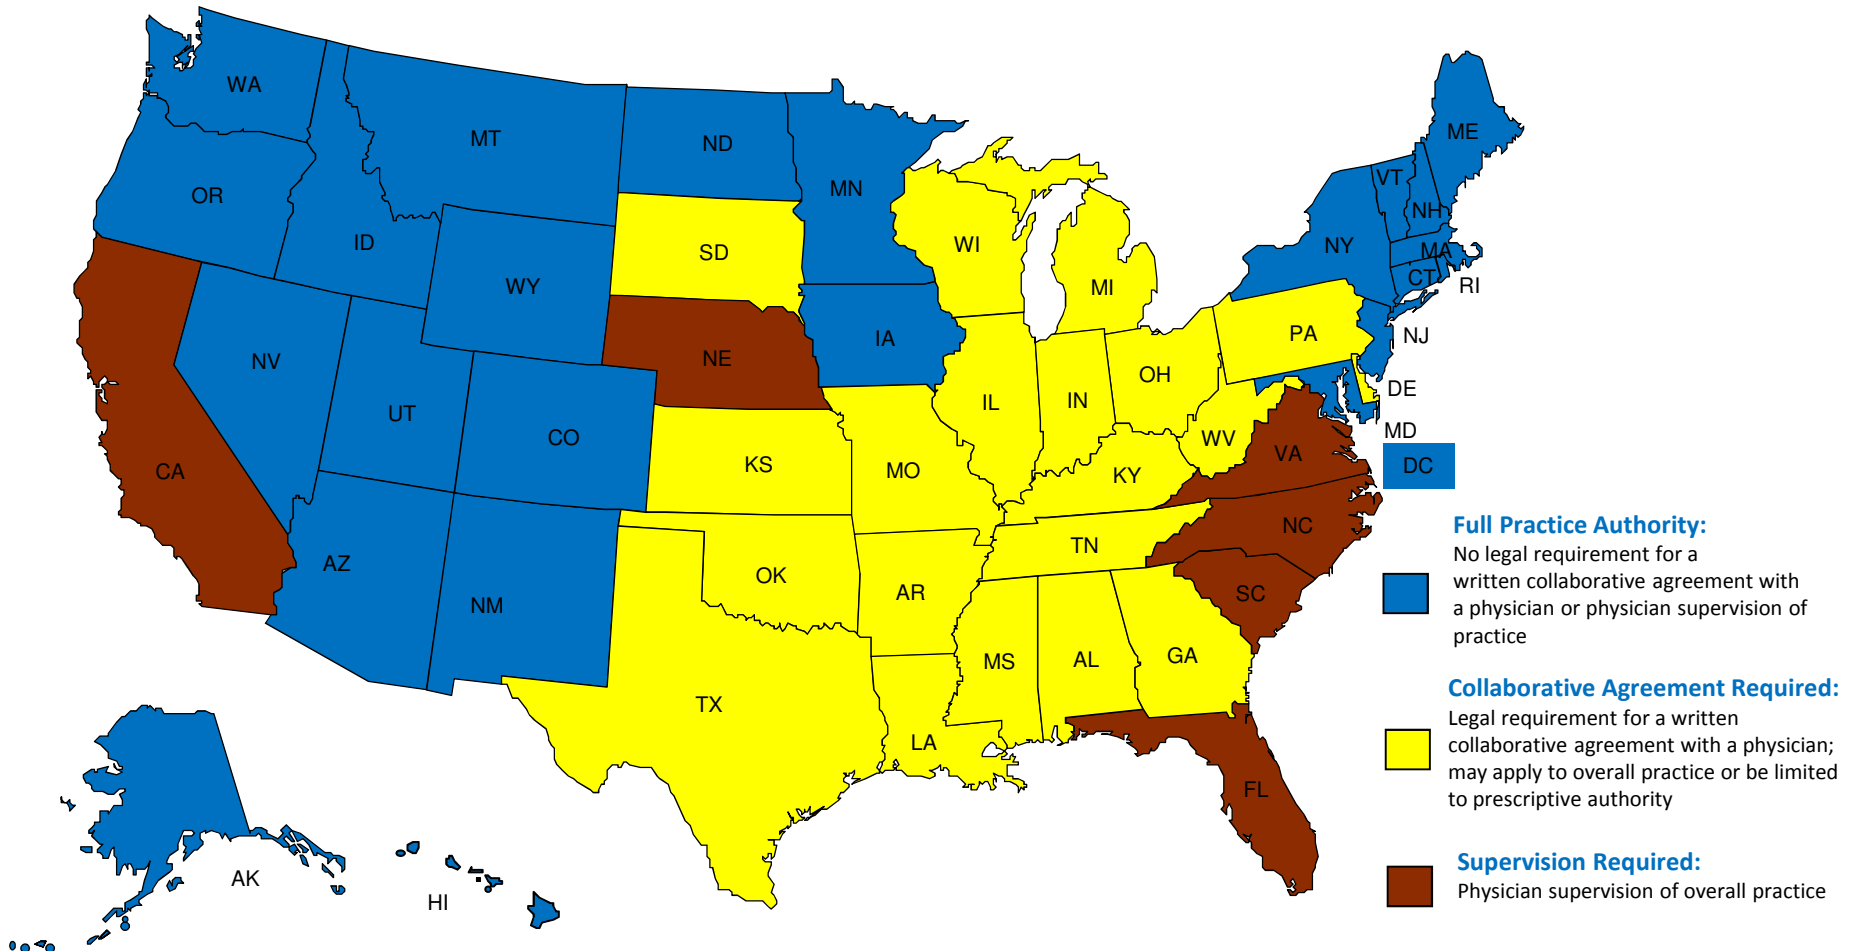 WA
MT
ND
MN
ME
OR
ID
WY
SD
WI
MI
VT
NH
NY
MA
CT
RI
NV
UT
CO
NE
IA
IL
IN
OH
PA
NJ
DE
MD
DC
CA
AZ
NM
KS
MO
KY
WV
VA
OK
AR
TN
NC
SC
TX
LA
MS
AL
GA
FL
AK
HI
Full Practice Authority:
No legal requirement for a
written collaborative agreement with
a physician or physician supervision of
practice
Collaborative Agreement Required:
Legal requirement for a written
collaborative agreement with a physician;
may apply to overall practice or be limited
to prescriptive authority
Supervision Required:
Physician supervision of overall practice